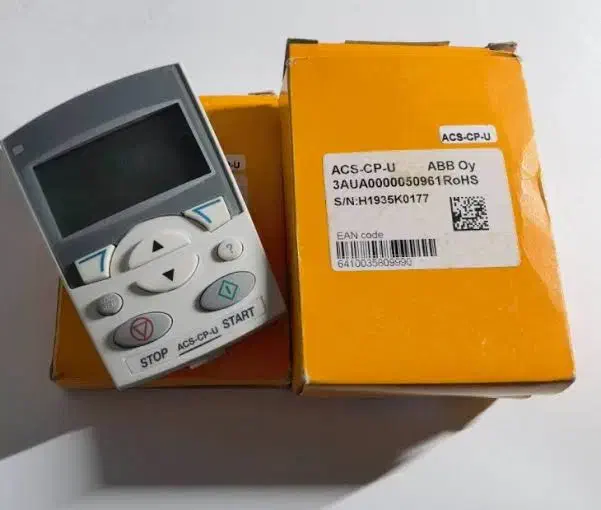 ACS-CP-U
ACS-CP-U ABB Oy
3AUA0000050961RoHS
S/N:H1935K0177
EAN code
6410035809990
-U
?
STOP ACS-CP-U START